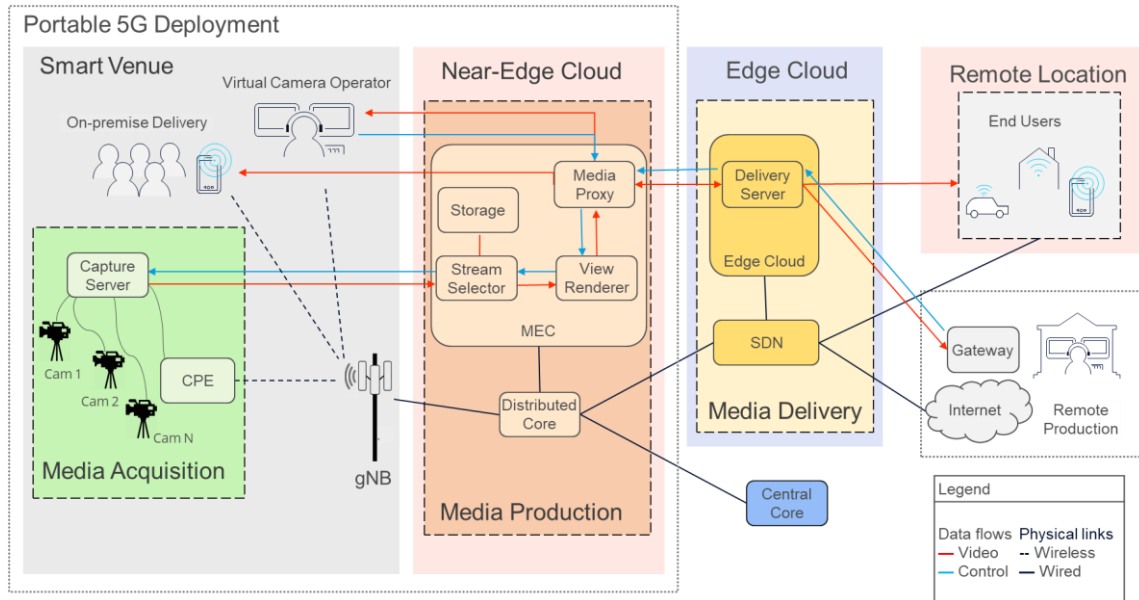 Portable 5G Deployment
Smart Venue
Virtual Camera Operator
On-premise Delivery
Capture
Server
Cam 1
Cam 2
Cam N
CPE
Media Acquisition
gNB
Near-Edge Cloud
Media
Proxy
Storage
Stream
Selector
View
Renderer
MEC
Distributed
Core
Media Production
Edge Cloud
Delivery
Server
Edge Cloud
SDN
Media Delivery
Central
Core
Remote Location
End Users
Gateway
Internet
Remote
Production
Legend
Data flows Physical links
Video Wireless
Control Wired